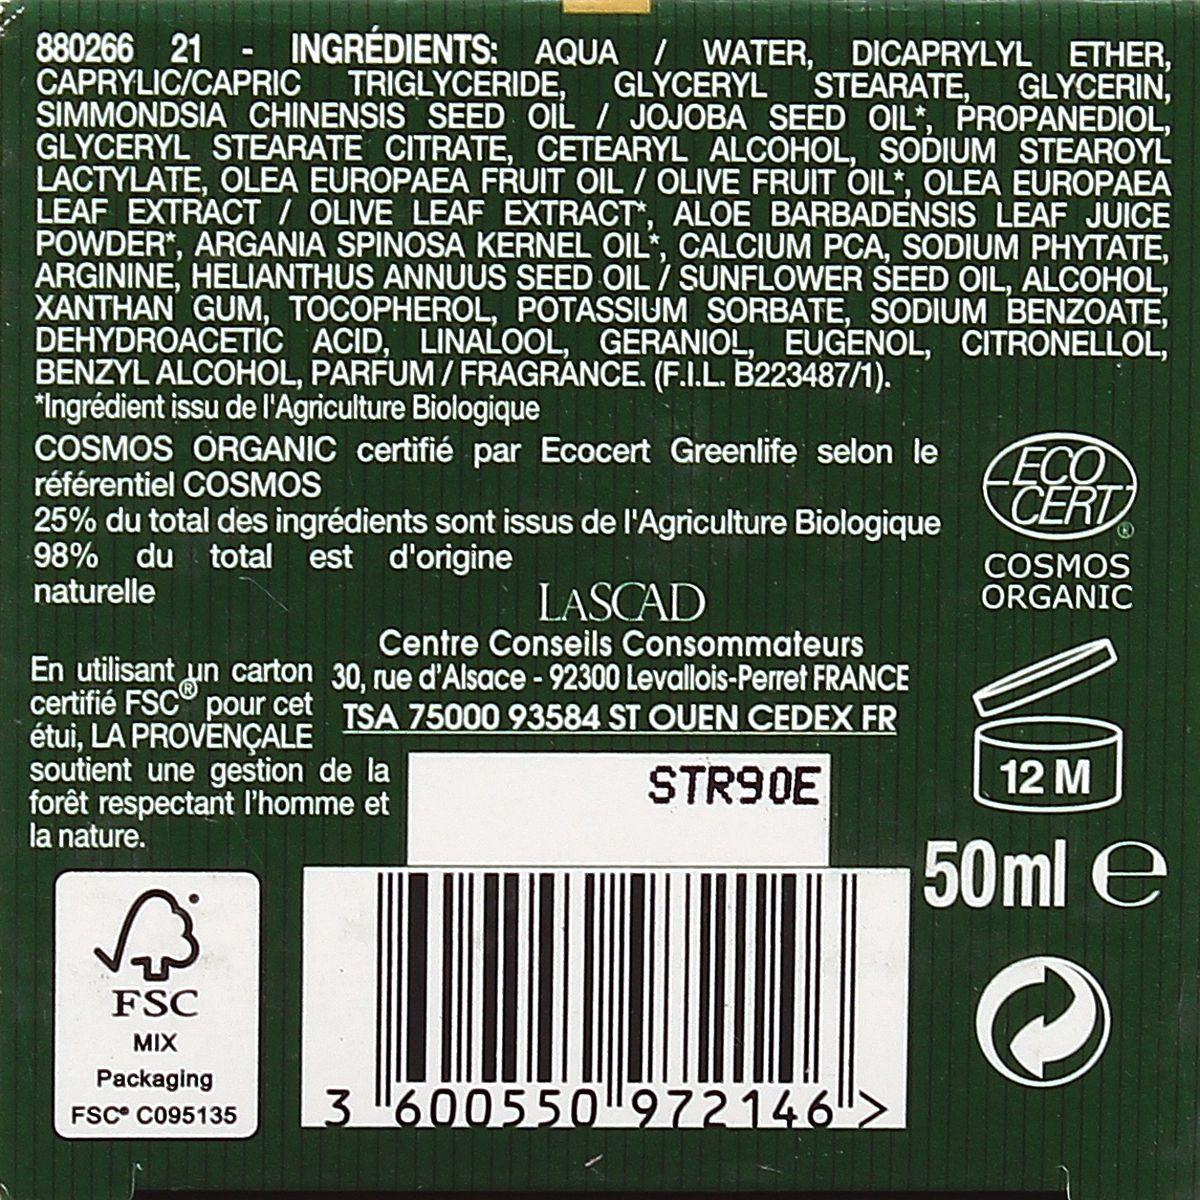 880266 21 - INGRÉDIENTS: AQUA / WATER, DICAPRYLYL ETHER,
CAPRYLIC/CAPRIC TRIGLYCERIDE, GLYCERYL STEARATE, GLYCERIN,
SIMMONDSIA CHINENSIS SEED OIL / JOJOBA SEED OIL*, PROPANEDIOL,
GLYCERYL STEARATE CITRATE, CETEARYL ALCOHOL, SODIUM STEAROYL
LACTYLATE, OLEA EUROPAEA FRUIT OIL / OLIVE FRUIT OIL*, OLEA EUROPAEA
LEAF EXTRACT / OLIVE LEAF EXTRACT*, ALOE BARBADENSIS LEAF JUICE
POWDER*, ARGANIA SPINOSA KERNEL OIL*, CALCIUM PCA, SODIUM PHYTATE,
ARGININE, HELIANTHUS ANNUUS SEED OIL / SUNFLOWER SEED OIL, ALCOHOL,
XANTHAN GUM, TOCOPHEROL, POTASSIUM SORBATE, SODIUM BENZOATE,
DEHYDROACETIC ACID, LINALOOL, GERANIOL, EUGENOL, CITRONELLOL,
BENZYL ALCOHOL, PARFUM / FRAGRANCE. (F.I.L. B223487/1).
*Ingrédient issu de l'Agriculture Biologique
COSMOS ORGANIC certifié par Ecocert Greenlife selon le
référentiel COSMOS
25% du total des ingrédients sont issus de l'Agriculture Biologique
98% du total est d'origine
naturelle
ECO
CERT®
COSMOS
ORGANIC
LASCAD
Centre Conseils Consommateurs
30, rue d'Alsace - 92300 Levallois-Perret FRANCE
TSA 75000 93584 ST OUEN CEDEX FR
En utilisant un carton
certifié FSC® pour cet
étui, LA PROVENÇALE
soutient une gestion de la
forêt respectant l'homme et
la nature.
12 M
STR90E
50ml e
FSC
MIX
Packaging
FSC® C095135
3 600550 972146 >